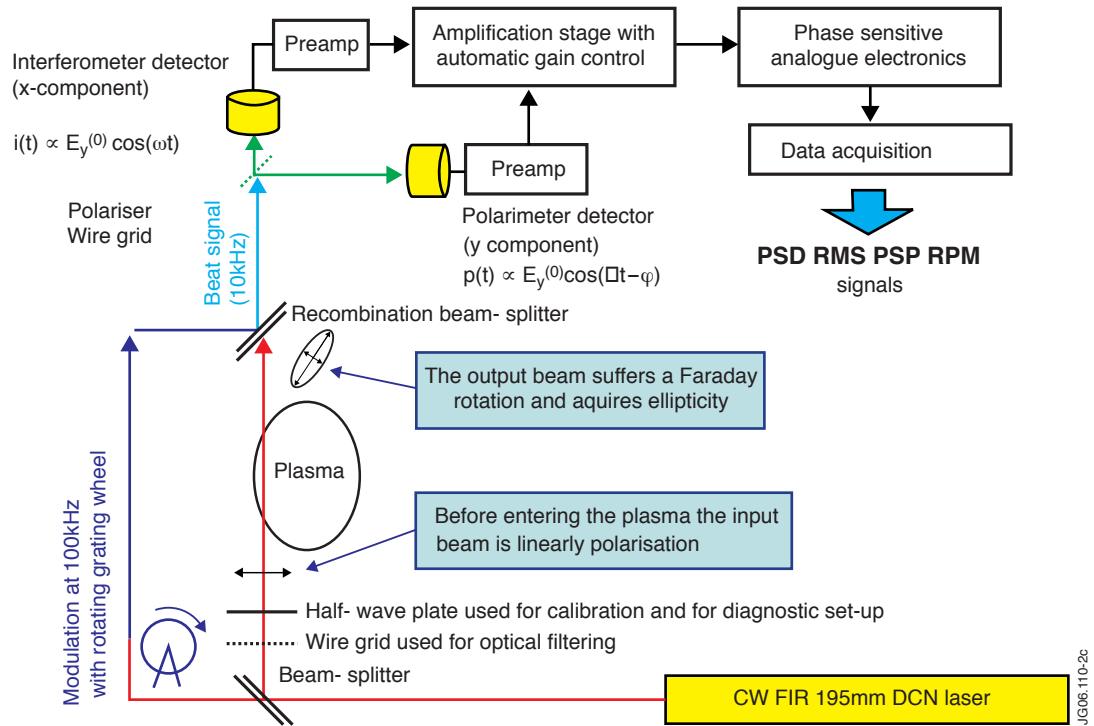 Preamp
Amplification stage with
automatic gain control
Phase sensitive
analogue electronics
Interferometer detector
(x-component)
i(t) ∝ E_y^(0) cos(ωt)
Data acquisition
Preamp
Polariser
Wire grid
Beat signal
(10kHz)
Polarimeter detector
(y component)
p(t) ∝ E_y^(0)cos(□t–φ)
PSD RMS PSP RPM
signals
Recombination beam- splitter
The output beam suffers a Faraday
rotation and aquires ellipticity
Plasma
Before entering the plasma the input
beam is linearly polarisation
Modulation at 100kHz
with rotating grating wheel
Half- wave plate used for calibration and for diagnostic set-up
Wire grid used for optical filtering
Beam- splitter
CW FIR 195mm DCN laser
JG06.110-2c